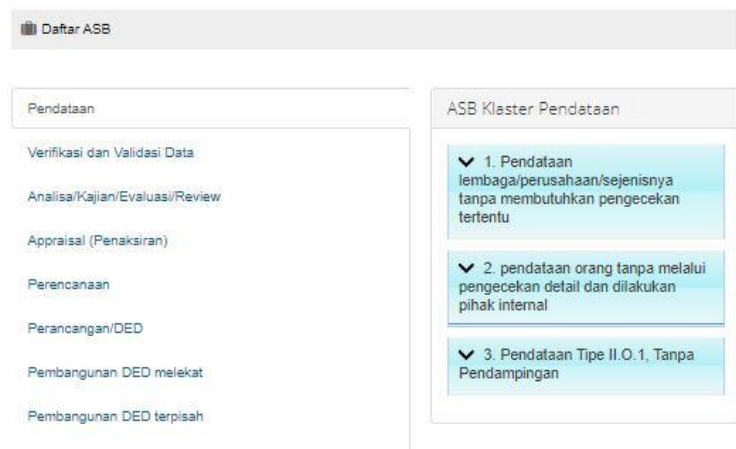 Daftar ASB
Pendataan
Verifikasi dan Validasi Data
Analisa/Kajian/Evaluasi/Review
Appraisal (Penaksiran)
Perencanaan
Perancangan/DED
Pembangunan DED melekat
Pembangunan DED terpisah
ASB Klaster Pendataan
1. Pendataan
lembaga/perusahaan/sejenisnya
tanpa membutuhkan pengecekan
tertentu
2. pendataan orang tanpa melalui
pengecekan detail dan dilakukan
pihak internal
3. Pendataan Tipe II.O.1, Tanpa
Pendampingan